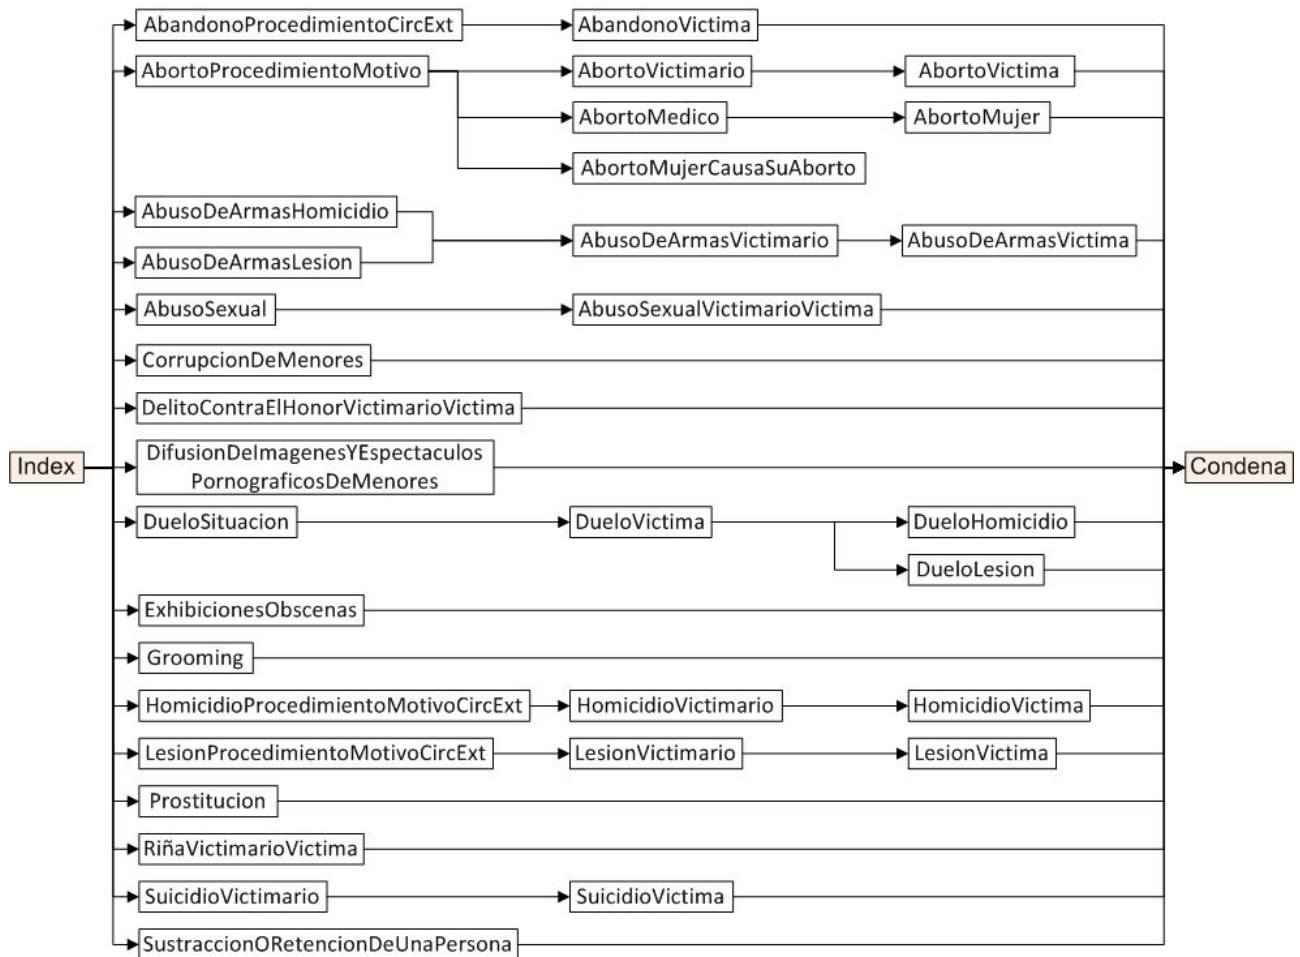 AbandonoProcedimientoCircExt
AbandonoVictima
AbortoProcedimientoMotivo
AbortoVictimario
AbortoVictima
AbortoMedico
AbortoMujer
AbortoMujerCausaSuAborto
AbusoDeArmasHomicidio
AbusoDeArmasVictimario
AbusoDeArmasVictima
AbusoDeArmasLesion
AbusoSexual
AbusoSexualVictimarioVictima
CorrupcionDeMenores
DelitoContraElHonorVictimarioVictima
Index
DifusionDeImagenesYEspectaculos
PornograficosDeMenores
Condena
DueloSituacion
DueloVictima
DueloHomicidio
DueloLesion
ExhibicionesObscenas
Grooming
HomicidioProcedimientoMotivoCircExt
HomicidioVictimario
HomicidioVictima
LesionProcedimientoMotivoCircExt
LesionVictimario
LesionVictima
Prostitucion
RiñaVictimarioVictima
SuicidioVictimario
SuicidioVictima
SustraccionORetencionDeUnaPersona